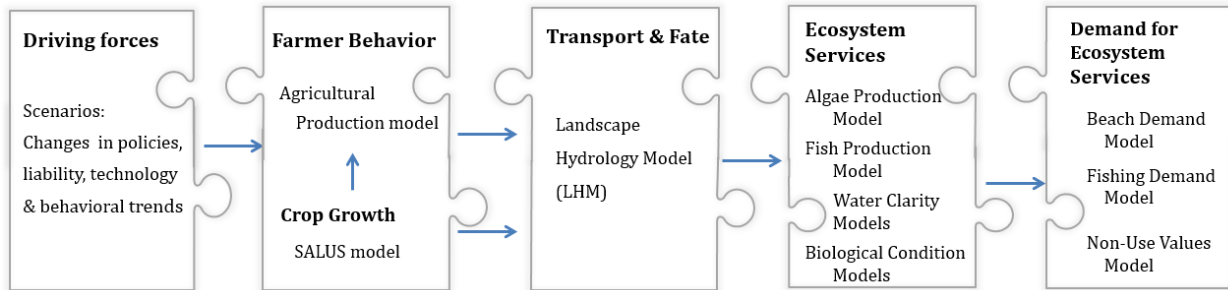 Driving forces
Scenarios:
Changes in policies,
liability, technology
& behavioral trends
Farmer Behavior
Agricultural
Production model
Crop Growth
SALUS model
Transport & Fate
Landscape
Hydrology Model
(LHM)
Ecosystem
Services
Algae Production
Model
Fish Production
Model
Water Clarity
Models
Biological Condition
Models
Demand for
Ecosystem
Services
Beach Demand
Model
Fishing Demand
Model
Non-Use Values
Model